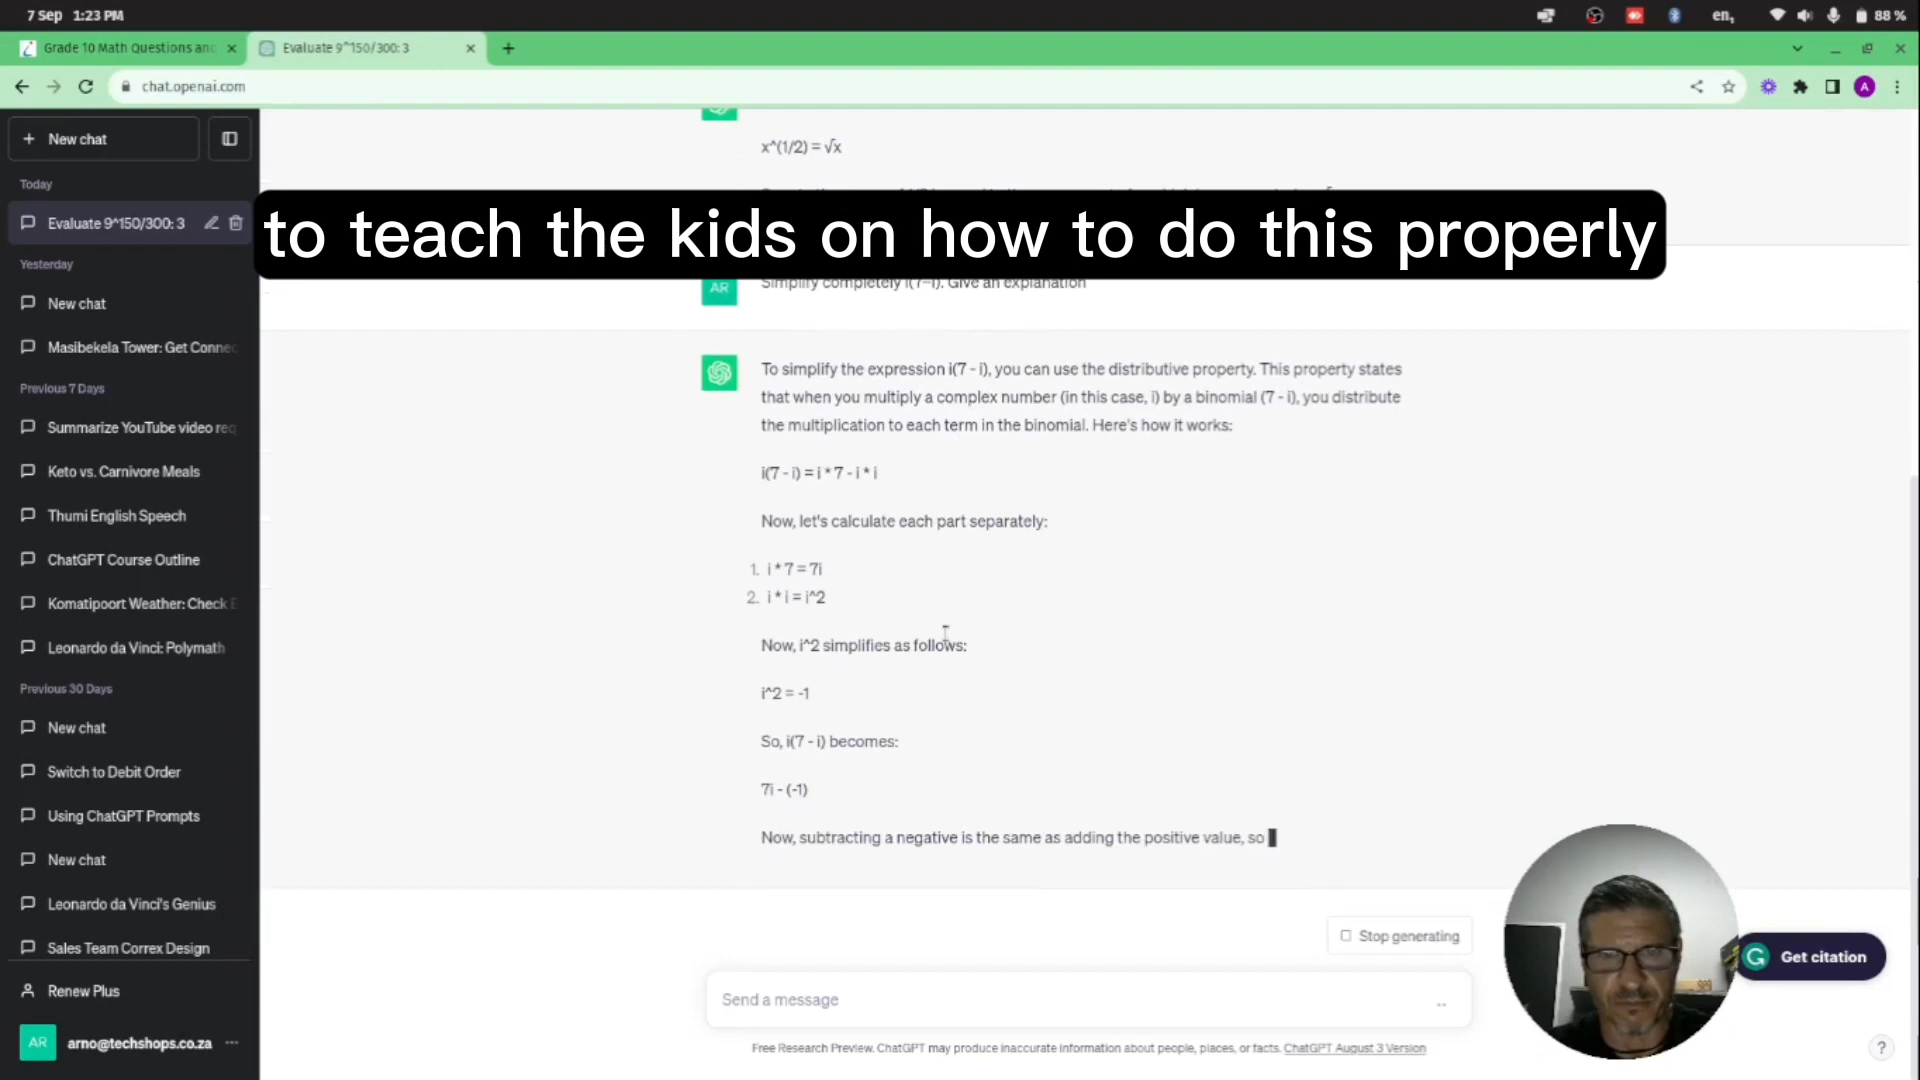 7 Sep 1:23 PM
en, 88 %
Grade 10 Math Questions and
Evaluate 9^150/300: 3
chat.openai.com
A
New chat
Today
Evaluate 9^150/300: 3
Yesterday
New chat
Masibekela Tower: Get Connec
Previous 7 Days
Summarize YouTube video req
Keto vs. Carnivore Meals
Thumi English Speech
ChatGPT Course Outline
Komatipoort Weather: Check E
Leonardo da Vinci: Polymath
Previous 30 Days
New chat
Switch to Debit Order
Using ChatGPT Prompts
New chat
Leonardo da Vinci's Genius
Sales Team Correx Design
Renew Plus
AR arno@techshops.co.za
x^(1/2) = √x
to teach the kids on how to do this properly
AR Simplify completely i(7−i). Give an explanation
To simplify the expression i(7 - i), you can use the distributive property. This property states
that when you multiply a complex number (in this case, i) by a binomial (7 - i), you distribute
the multiplication to each term in the binomial. Here's how it works:
i(7 - i) = i * 7 - i * i
Now, let's calculate each part separately:
1. i * 7 = 7i
2. i * i = i^2
Now, i^2 simplifies as follows:
i^2 = -1
So, i(7 - i) becomes:
7i - (-1)
Now, subtracting a negative is the same as adding the positive value, so
Stop generating
Get citation
Send a message
Free Research Preview. ChatGPT may produce inaccurate information about people, places, or facts. ChatGPT August 3 Version
?